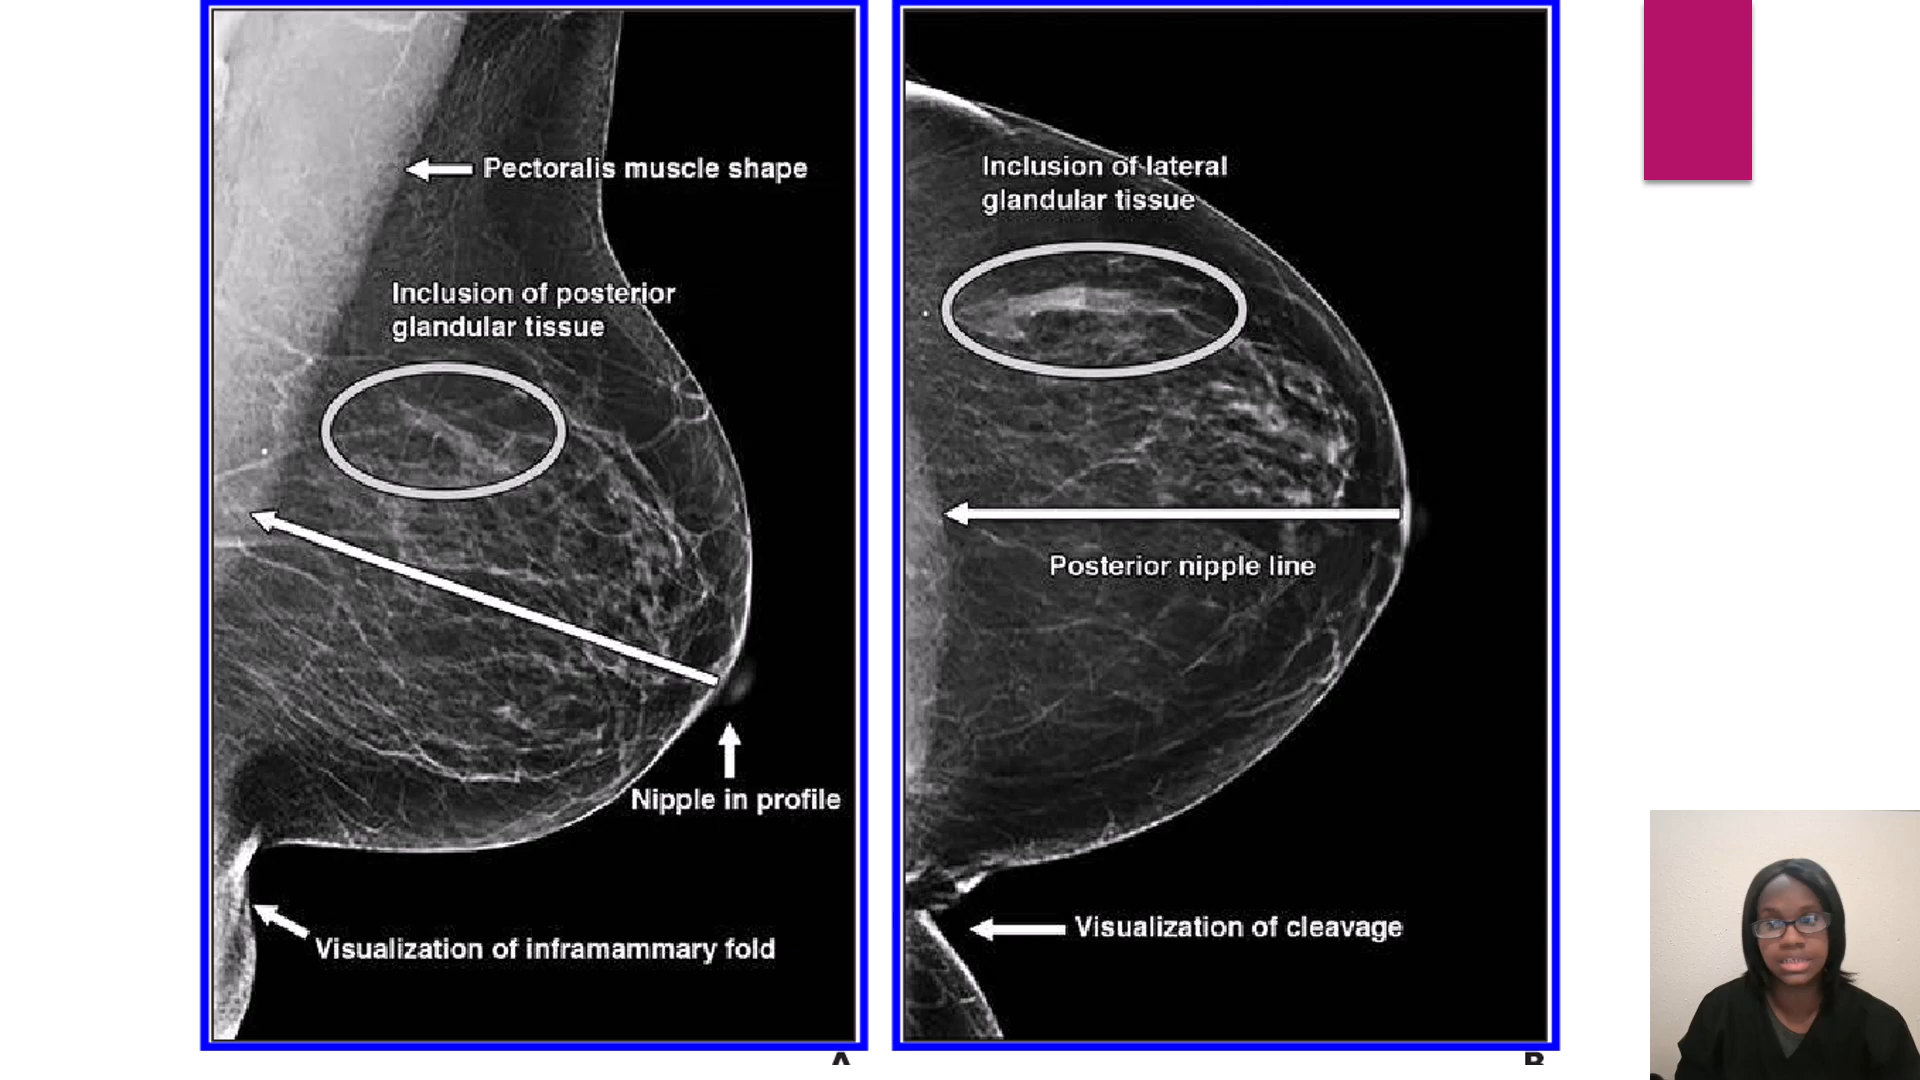 Pectoralis muscle shape
Inclusion of posterior
glandular tissue
Nipple in profile
Visualization of inframammary fold
A
Inclusion of lateral
glandular tissue
Posterior nipple line
Visualization of cleavage
B